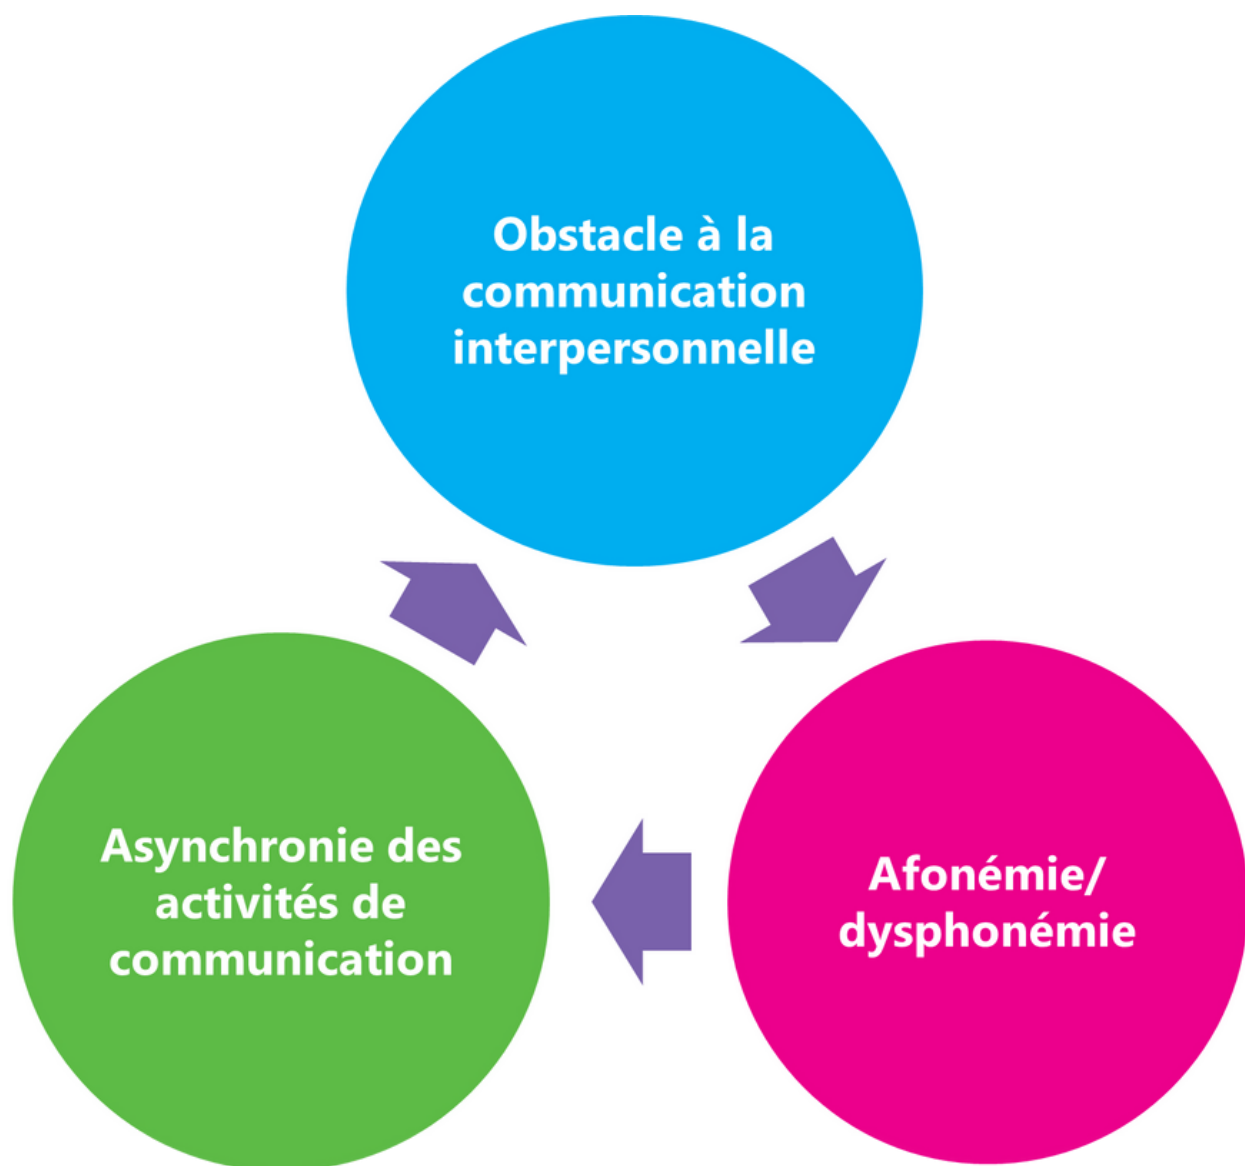 Obstacle à la
communication
interpersonnelle
Afonémie/
dysphonémie
Asynchronie des
activités de
communication